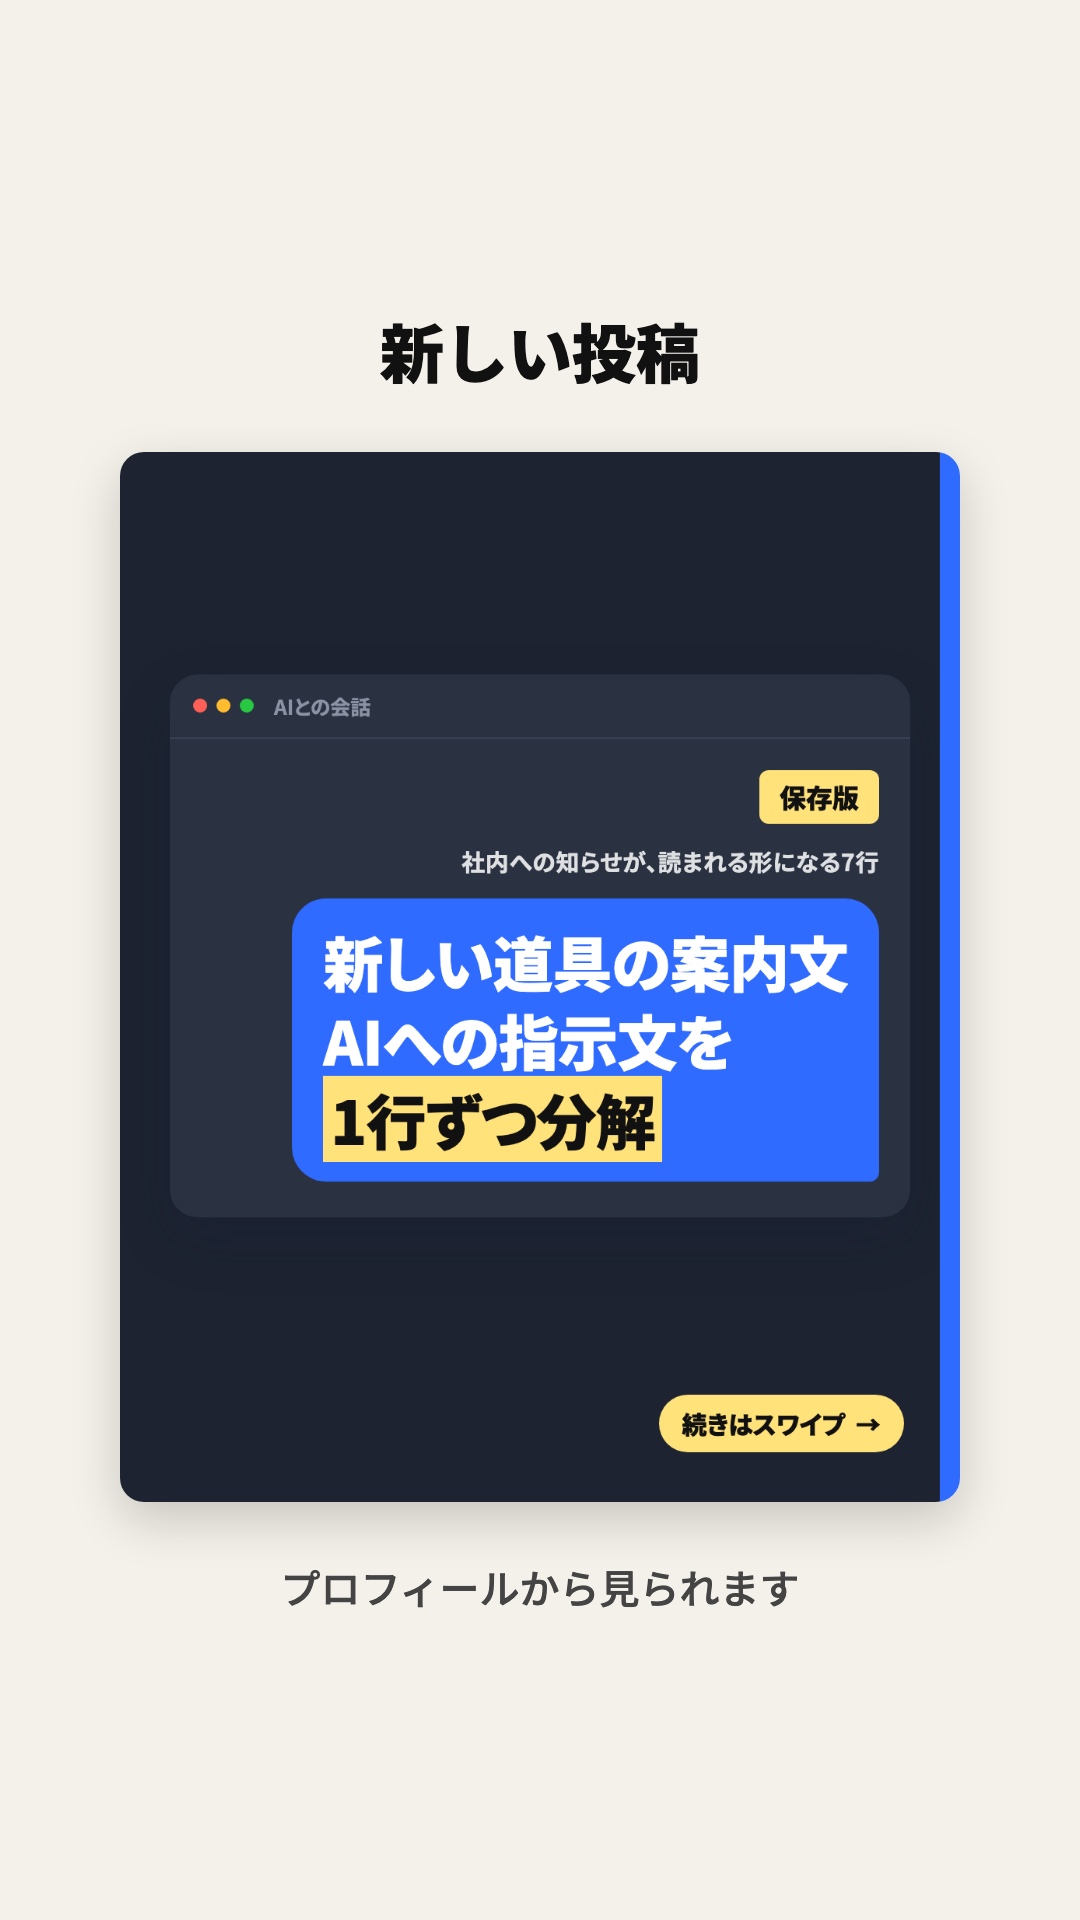 新しい投稿
AIとの会話
保存版
社内への知らせが、読まれる形になる7行
新しい道具の案内文
AIへの指示文を
1行ずつ分解
続きはスワイプ →
プロフィールから見られます